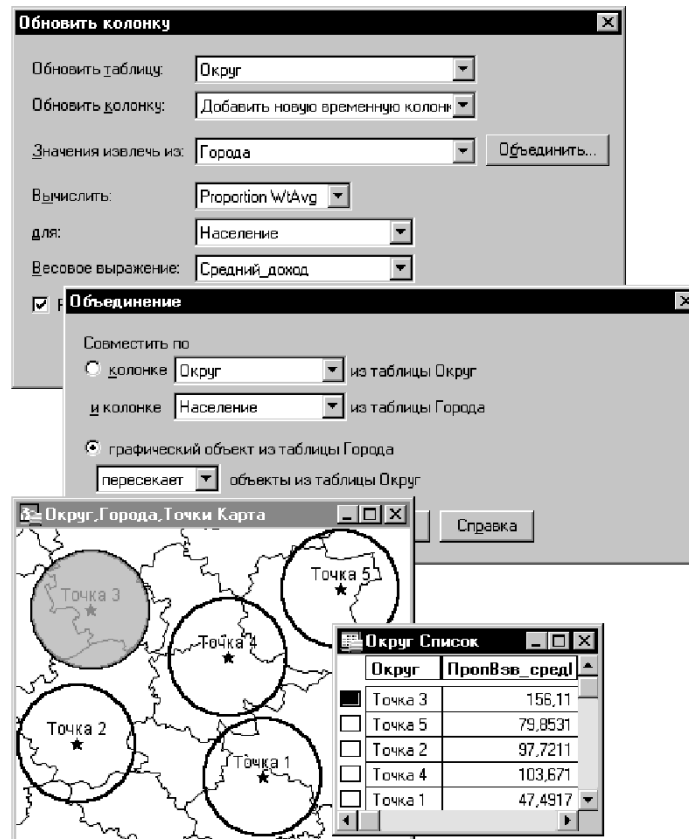 Обновить колонку
Обновить таблицу: Округ
Обновить колонку: Добавить новую временную колонк
Значения извлечь из: Города Объединить...
Вычислить: Proportion WtAvg
для: Население
Весовое выражение: Средний_доход
Объединение
Совместить по
колонке Округ из таблицы Округ
и колонке Население из таблицы Города
графический объект из таблицы Города
пересекает объекты из таблицы Округ
Справка
Округ,Города,Точки Карта
Точка 5
Точка 3
Точка 4
Точка 2
Точка 1
Округ Список
Округ ПропВзв_средl
Точка 3 156,11
Точка 5 79,8531
Точка 2 97,7211
Точка 4 103,671
Точка 1 47,4917